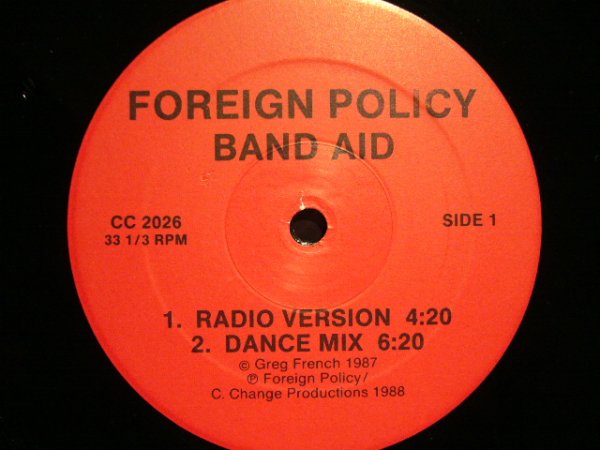 FOREIGN POLICY
BAND AID
CC 2026
33 1/3 RPM
SIDE 1
1. RADIO VERSION 4:20
2. DANCE MIX 6:20
© Greg French 1987
℗ Foreign Policy/
C. Change Productions 1988